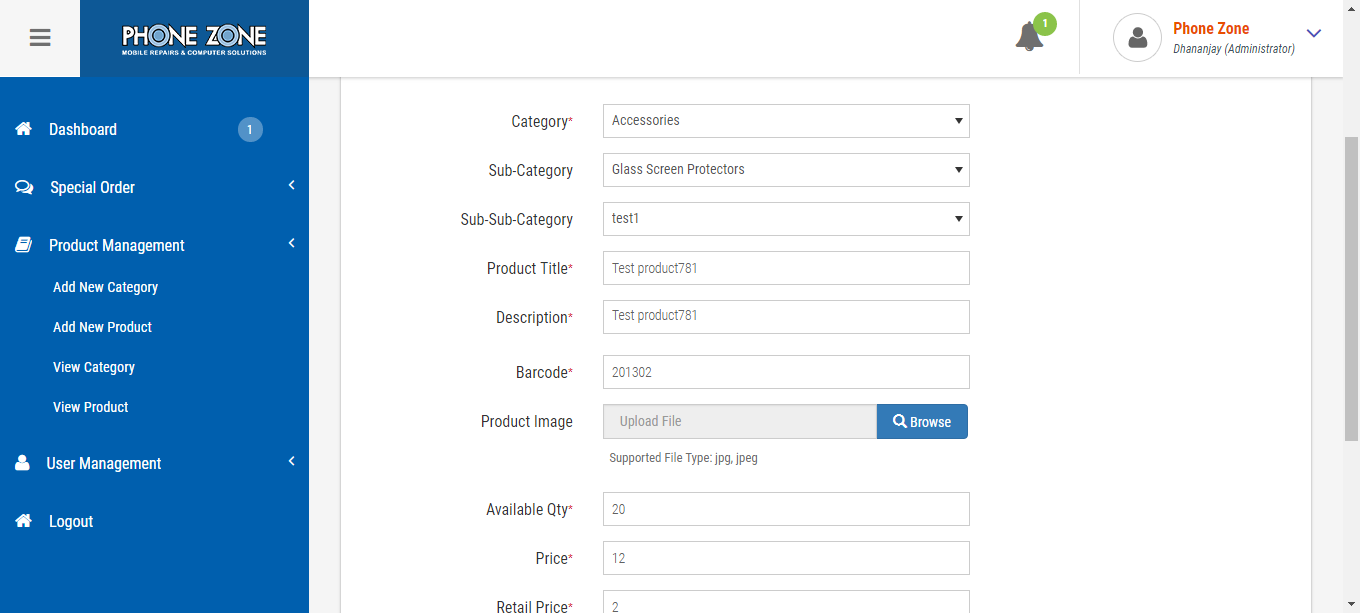 PHONE ZONE
MOBILE REPAIRS & COMPUTER SOLUTIONS
1
Phone Zone
Dhananjay (Administrator)
Dashboard
1
Special Order
Product Management
Add New Category
Add New Product
View Category
View Product
User Management
Logout
Category*
Accessories
Sub-Category
Glass Screen Protectors
Sub-Sub-Category
test1
Product Title*
Test product781
Description*
Test product781
Barcode*
201302
Product Image
Upload File
Browse
Supported File Type: jpg, jpeg
Available Qty*
20
Price*
12
Retail Price*
2